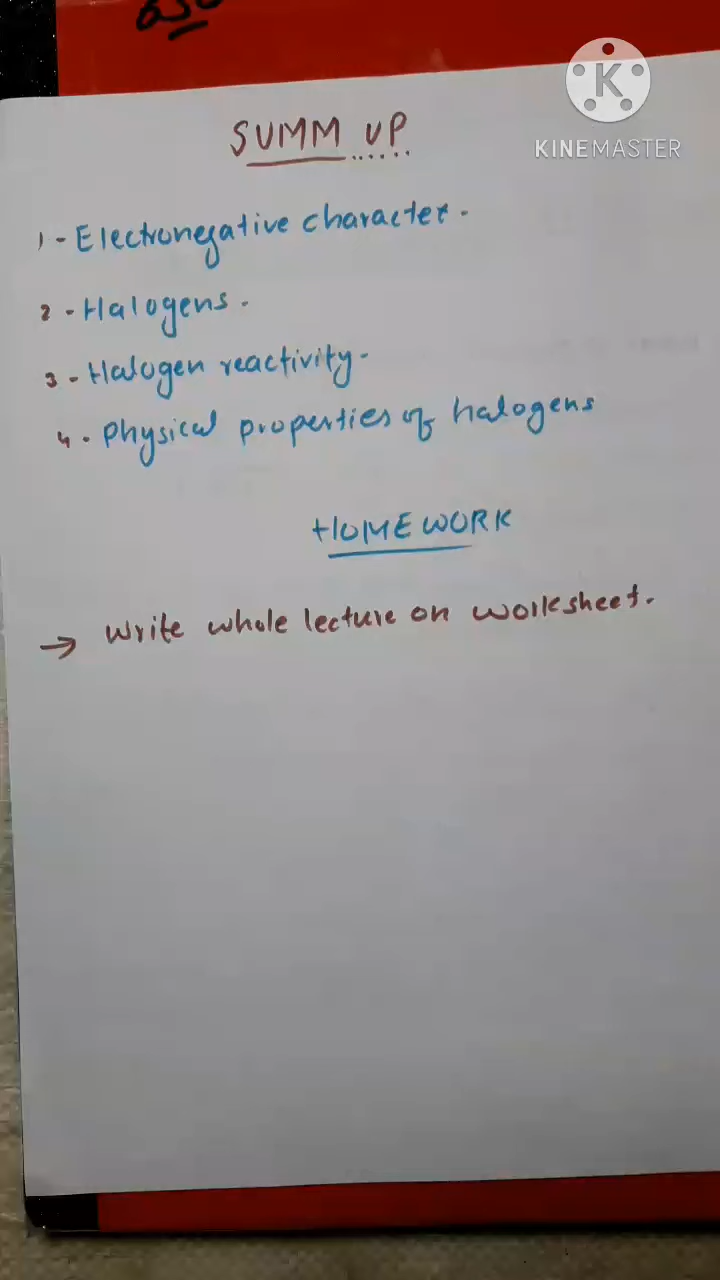 K
KINEMASTER
SUMM UP
1- Electronegative character.
2 - Halogens.
3 - Halogen reactivity-
4. Physical properties of halogens
HOMEWORK
→ Write whole lecture on worksheet.